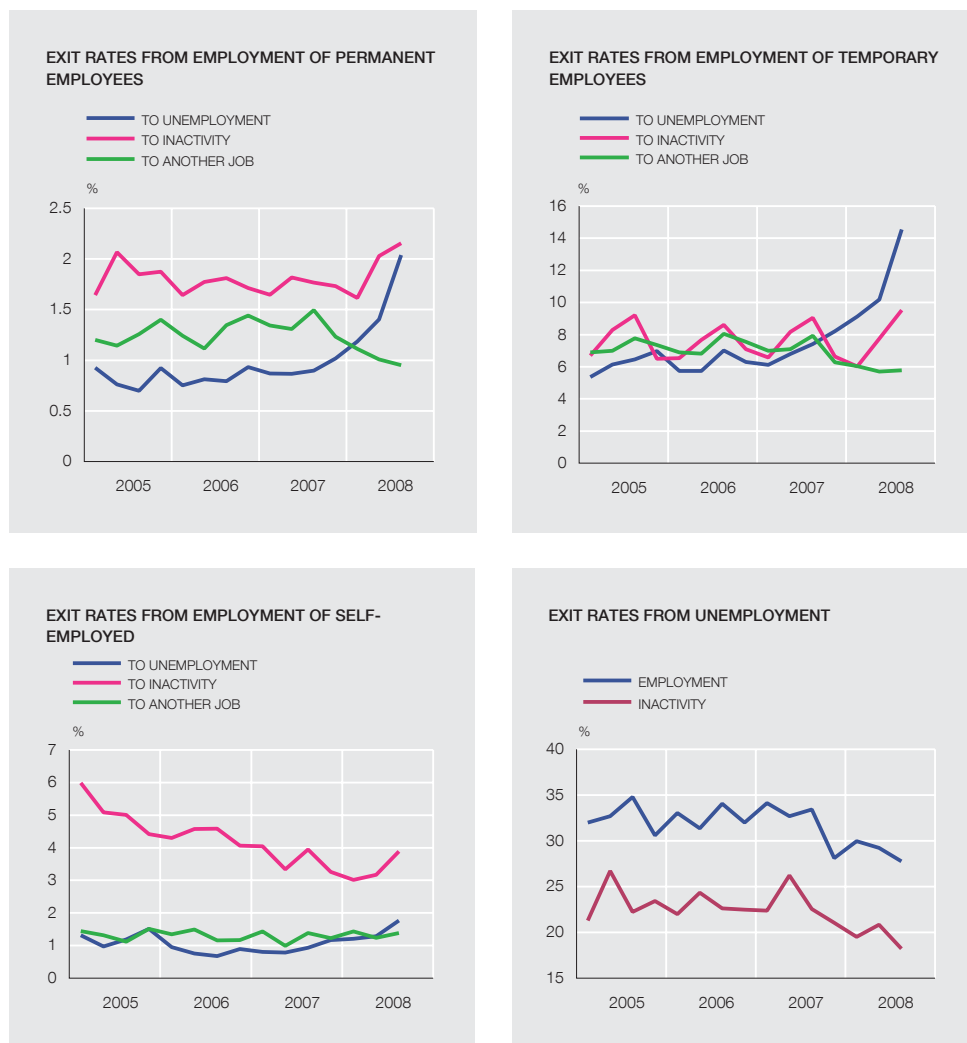 EXIT RATES FROM EMPLOYMENT OF PERMANENT
EMPLOYEES
TO UNEMPLOYMENT
TO INACTIVITY
TO ANOTHER JOB
%
2.5
2
1.5
1
0.5
0
2005 2006 2007 2008
EXIT RATES FROM EMPLOYMENT OF TEMPORARY
EMPLOYEES
TO UNEMPLOYMENT
TO INACTIVITY
TO ANOTHER JOB
%
16
14
12
10
8
6
4
2
0
2005 2006 2007 2008
EXIT RATES FROM EMPLOYMENT OF SELF-
EMPLOYED
TO UNEMPLOYMENT
TO INACTIVITY
TO ANOTHER JOB
%
7
6
5
4
3
2
1
0
2005 2006 2007 2008
EXIT RATES FROM UNEMPLOYMENT
EMPLOYMENT
INACTIVITY
%
40
35
30
25
20
15
2005 2006 2007 2008